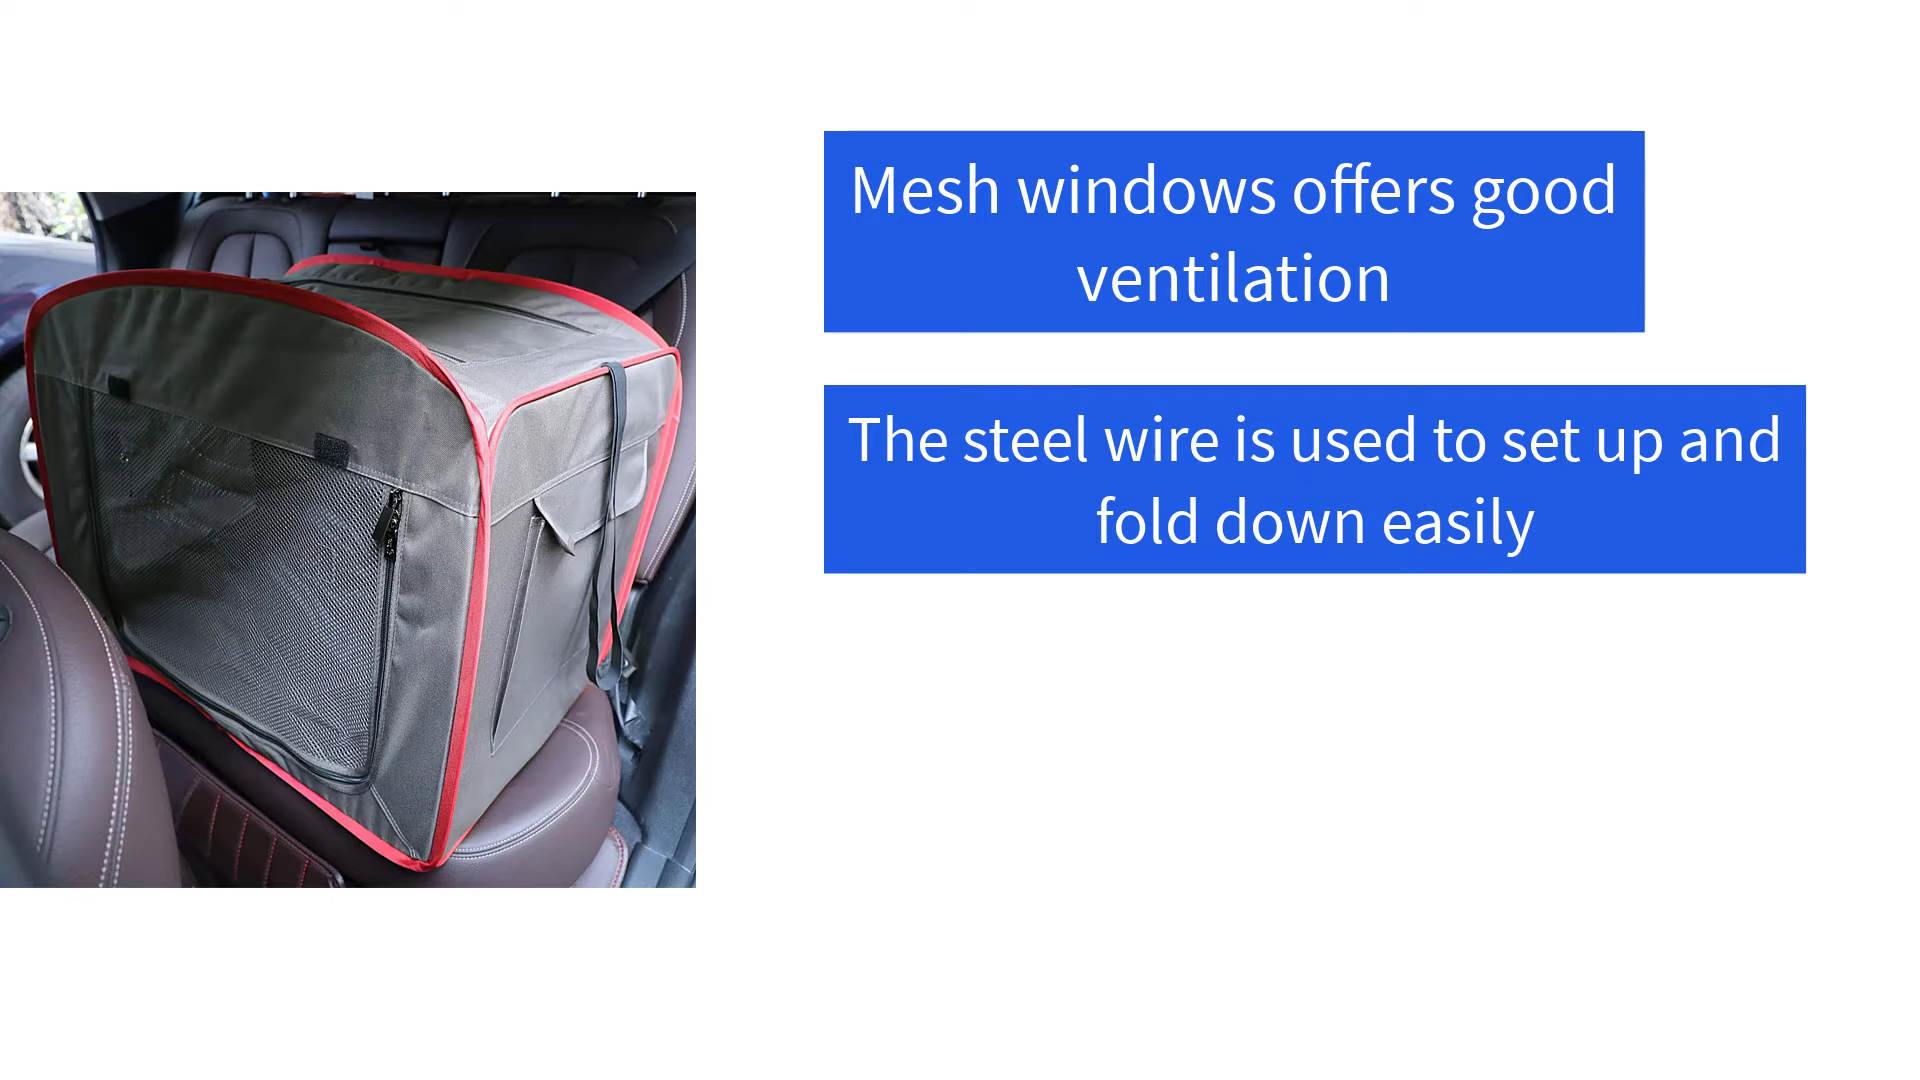 Mesh windows offers good
ventilation
The steel wire is used to set up and
fold down easily